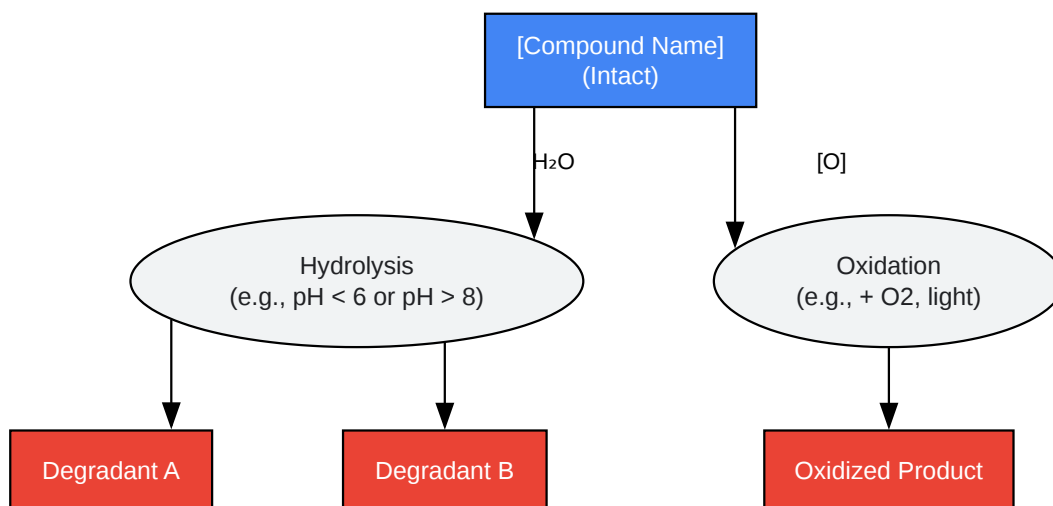 [Compound Name]
(Intact)
H₂O
[O]
Hydrolysis
(e.g., pH < 6 or pH > 8)
Oxidation
(e.g., + O2, light)
Degradant A
Degradant B
Oxidized Product